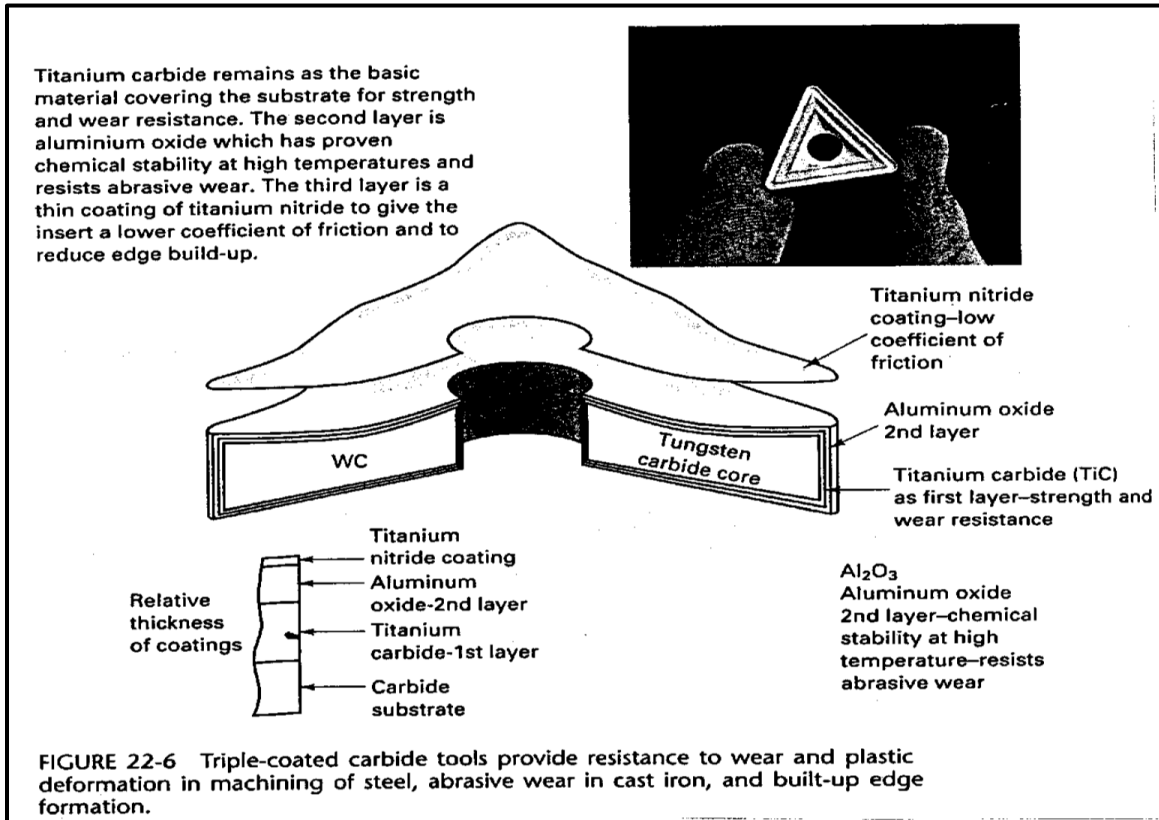 Titanium carbide remains as the basic
material covering the substrate for strength
and wear resistance. The second layer is
aluminium oxide which has proven
chemical stability at high temperatures and
resists abrasive wear. The third layer is a
thin coating of titanium nitride to give the
insert a lower coefficient of friction and to
reduce edge build-up.
Titanium nitride
coating–low
coefficient of
friction
Aluminum oxide
2nd layer
Titanium carbide (TiC)
as first layer–strength and
wear resistance
WC
Tungsten
carbide core
Titanium
nitride coating
Aluminum
oxide-2nd layer
Titanium
carbide-1st layer
Carbide
substrate
Relative
thickness
of coatings
Al₂O₃
Aluminum oxide
2nd layer–chemical
stability at high
temperature–resists
abrasive wear
FIGURE 22-6 Triple-coated carbide tools provide resistance to wear and plastic
deformation in machining of steel, abrasive wear in cast iron, and built-up edge
formation.